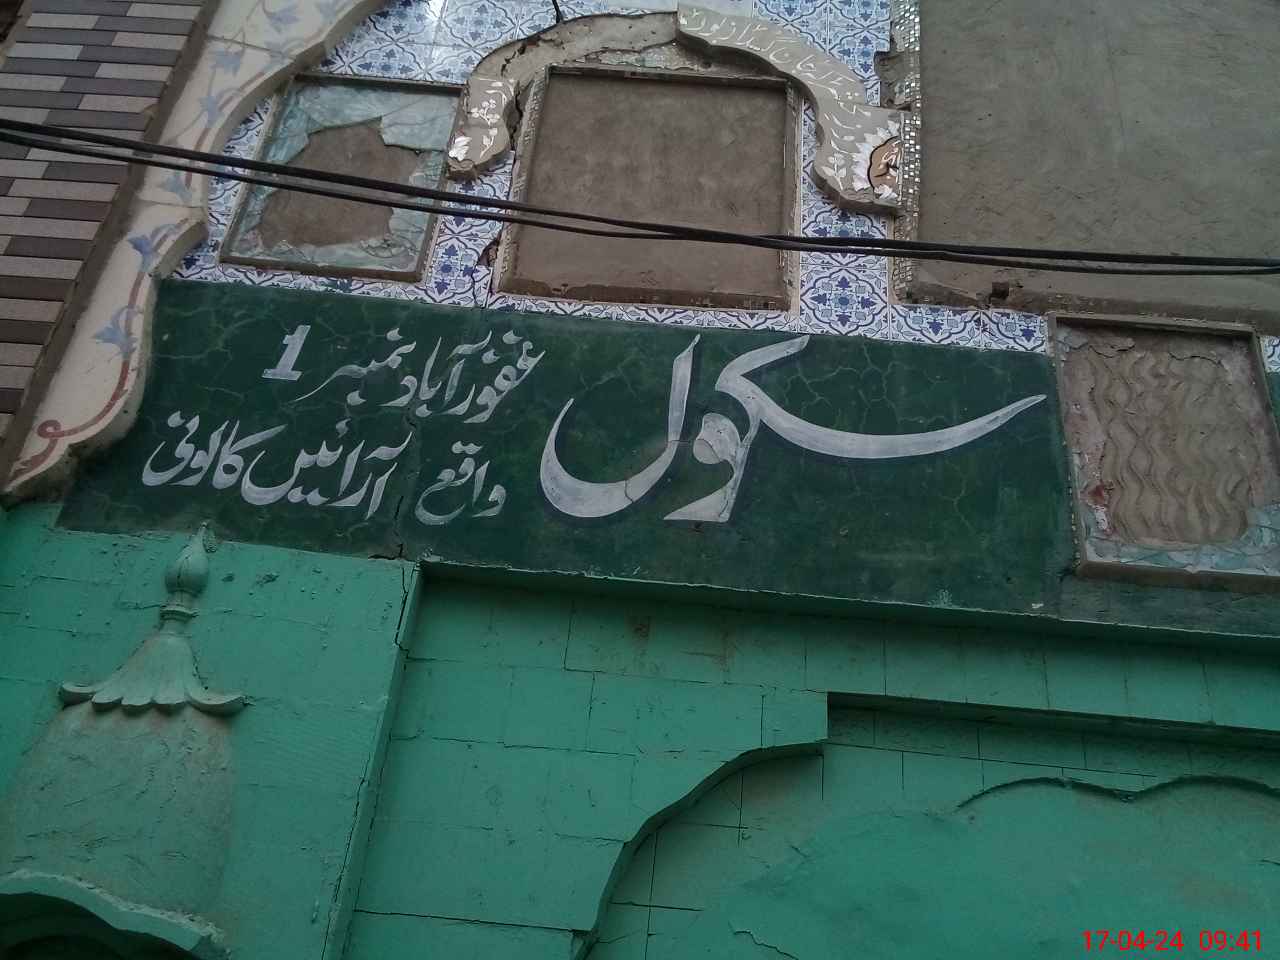 سکول
غفور آباد نمبر 1
واقع آرائیں کالونی
17-04-24 09:41